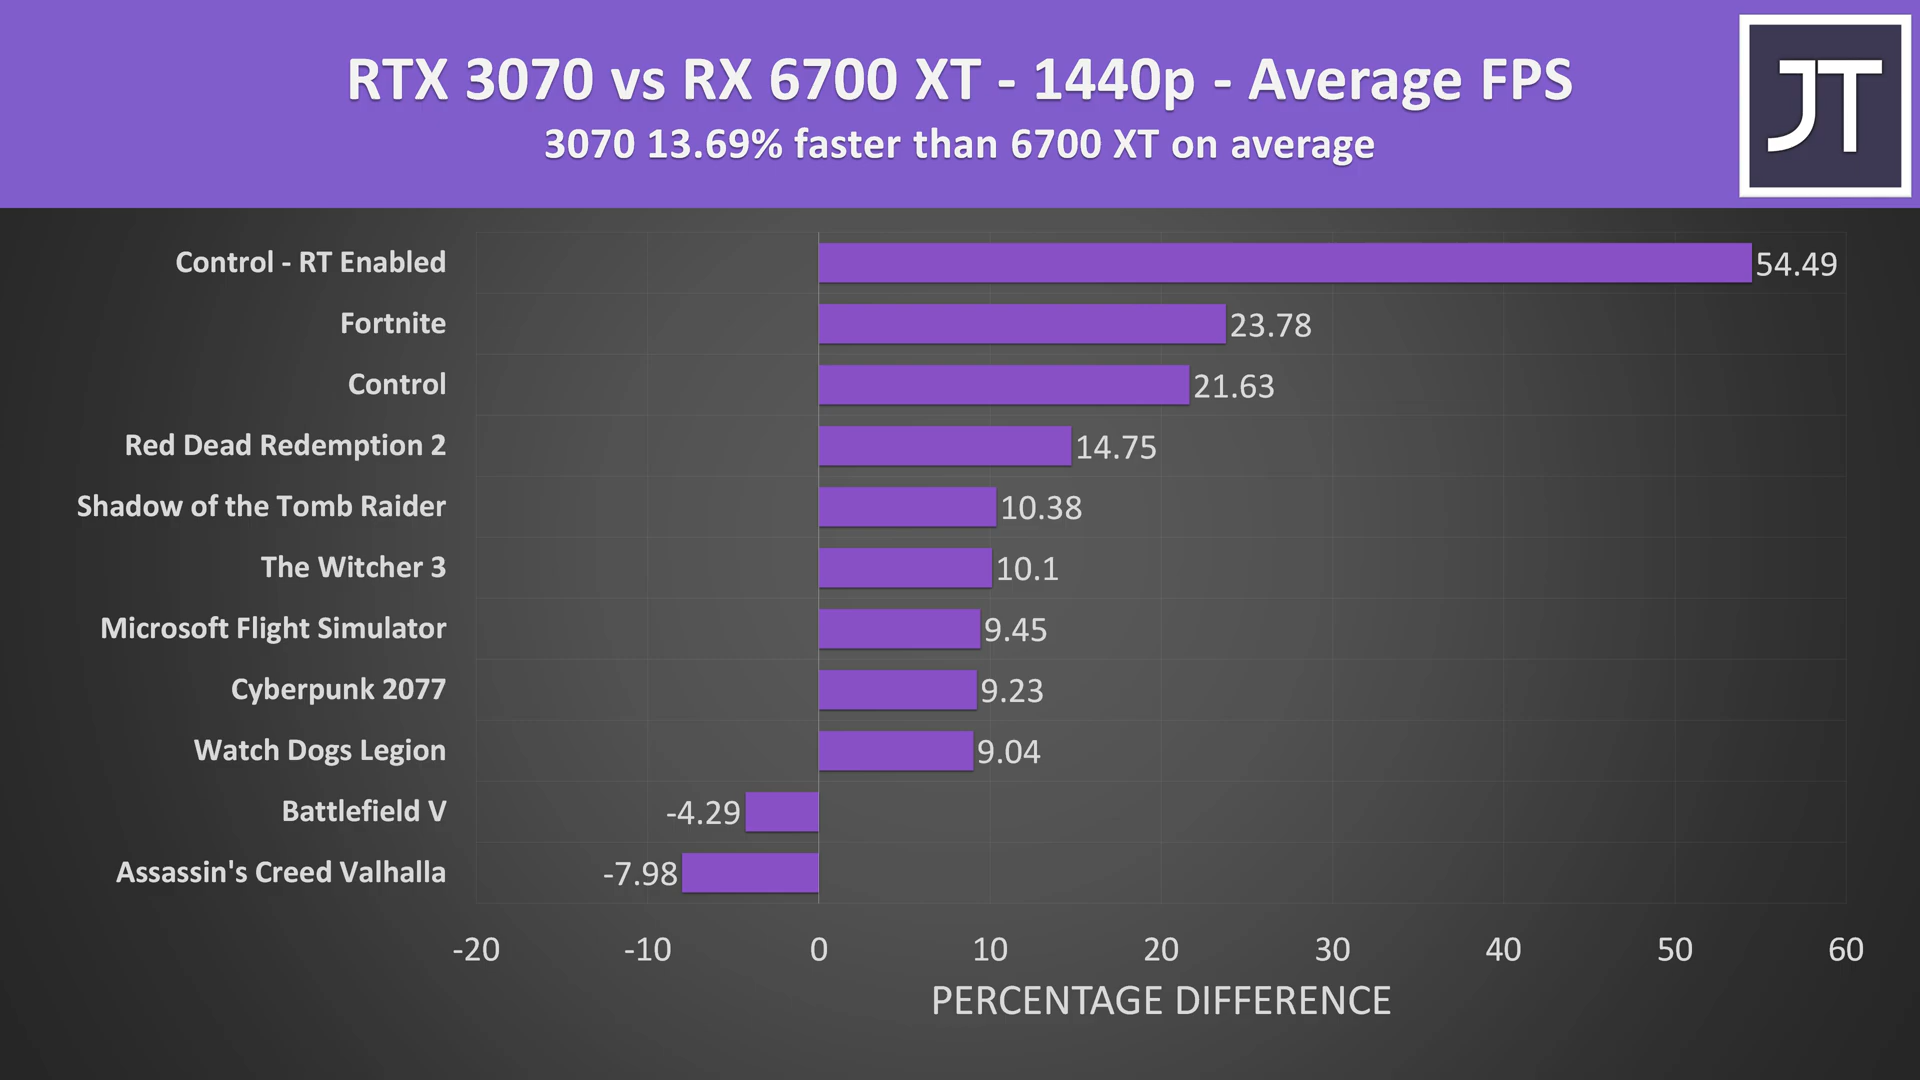 RTX 3070 vs RX 6700 XT - 1440p - Average FPS
3070 13.69% faster than 6700 XT on average
JT
Control - RT Enabled 54.49
Fortnite 23.78
Control 21.63
Red Dead Redemption 2 14.75
Shadow of the Tomb Raider 10.38
The Witcher 3 10.1
Microsoft Flight Simulator 9.45
Cyberpunk 2077 9.23
Watch Dogs Legion 9.04
Battlefield V -4.29
Assassin's Creed Valhalla -7.98
-20 -10 0 10 20 30 40 50 60
PERCENTAGE DIFFERENCE